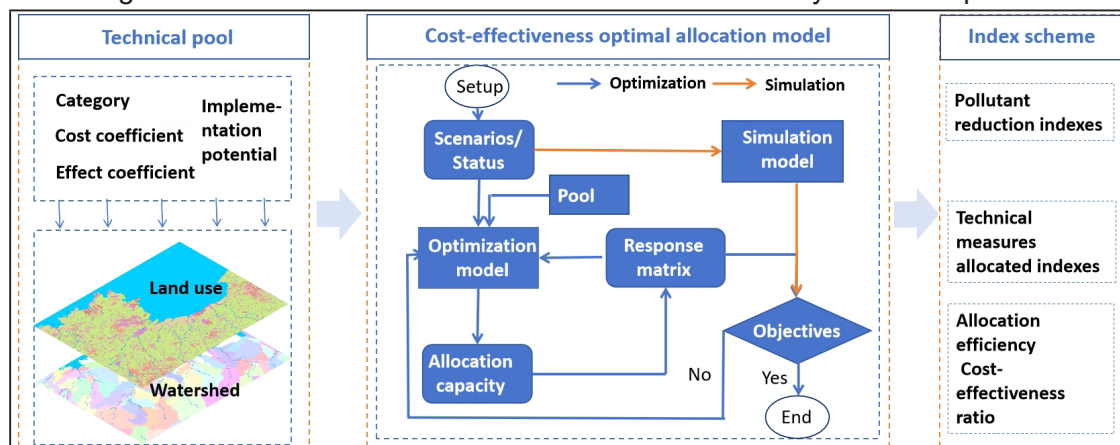 Technical pool
Category
Cost coefficient
Effect coefficient
Impleme-
ntation
potential
Land use
Watershed
Cost-effectiveness optimal allocation model
Setup
Optimization
Simulation
Scenarios/
Status
Simulation
model
Pool
Optimization
model
Response
matrix
Allocation
capacity
Objectives
No
Yes
End
Index scheme
Pollutant
reduction indexes
Technical
measures
allocated indexes
Allocation
efficiency
Cost-
effectiveness
ratio